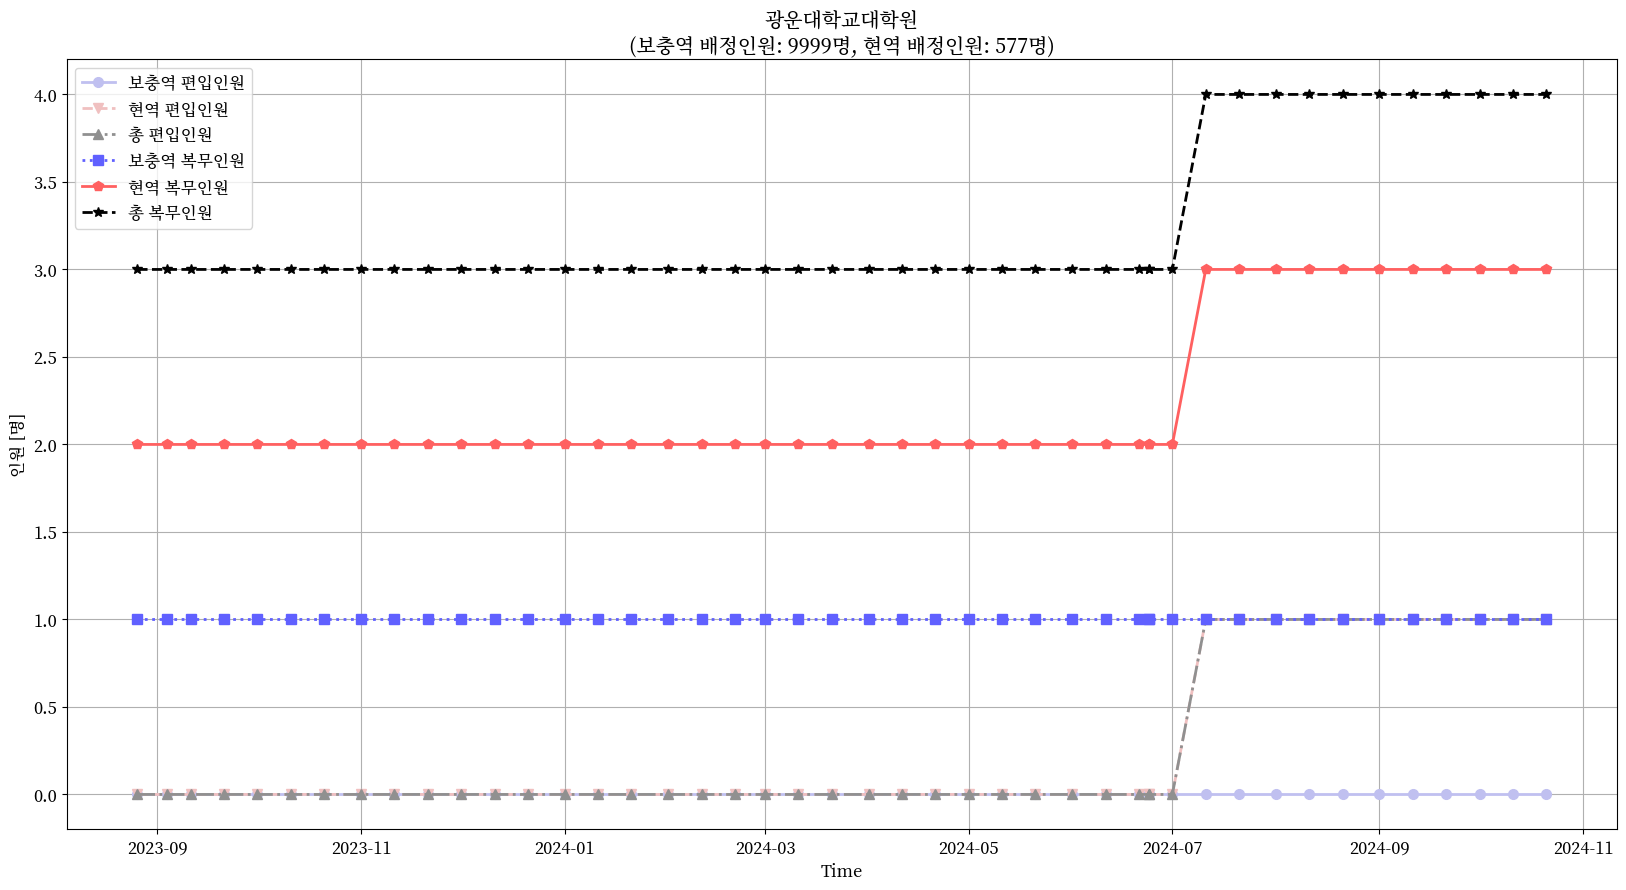 광운대학교대학원
(보충역 배정인원: 9999명, 현역 배정인원: 577명)
보충역 편입인원
현역 편입인원
총 편입인원
보충역 복무인원
현역 복무인원
총 복무인원
4.0
3.5
3.0
2.5
2.0
1.5
1.0
0.5
0.0
인원 [명]
2023-09
2023-11
2024-01
2024-03
2024-05
2024-07
2024-09
2024-11
Time